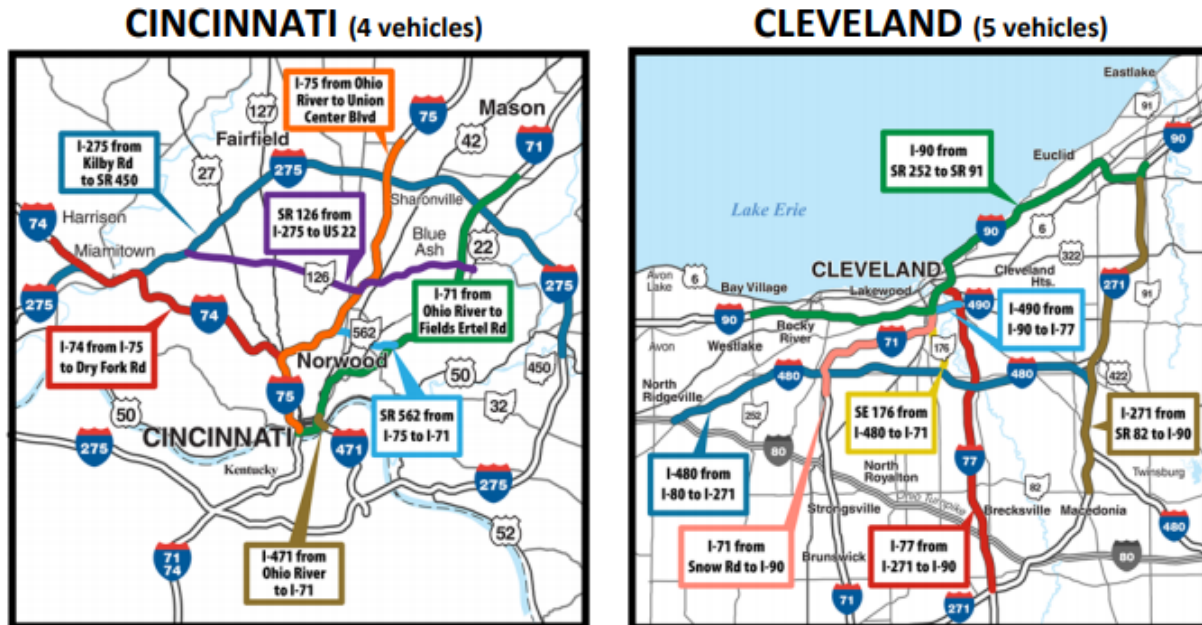 CINCINNATI (4 vehicles)
I-75 from Ohio
River to Union
Center Blvd
Mason
127
75
Fairfield
42
71
I-275 from
Kilby Rd
to SR 450
27
275
Sharonville
74
Harrison
SR 126 from
I-275 to US 22
Blue
Ash
22
Miamitown
126
275
275
74
562
I-71 from
Ohio River to
Fields Ertel Rd
I-74 from I-75
to Dry Fork Rd
Norwood
50
450
75
32
50
SR 562 from
I-75 to I-71
CINCINNATI
275
Kentucky
471
275
52
I-471 from
Ohio River
to I-71
71
74
CLEVELAND (5 vehicles)
Eastlake
91
90
I-90 from
SR 252 to SR 91
Euclid
Lake Erie
90
6
322
CLEVELAND
Cleveland
Hts.
Avon
Lake
6
Bay Village
Lakewood
271
91
490
I-490 from
I-90 to I-77
90
Rocky
River
71
Westlake
Avon
176
480
480
422
North
Ridgeville
252
SE 176 from
I-480 to I-71
I-271 from
SR 82 to I-90
80
77
I-480 from
I-80 to I-271
North
Royalton
Twinsburg
82
Ohio Turnpike
Strongsville
Brecksville
Macedonia
480
I-71 from
Snow Rd to I-90
I-77 from
I-271 to I-90
80
Brunswick
71
271